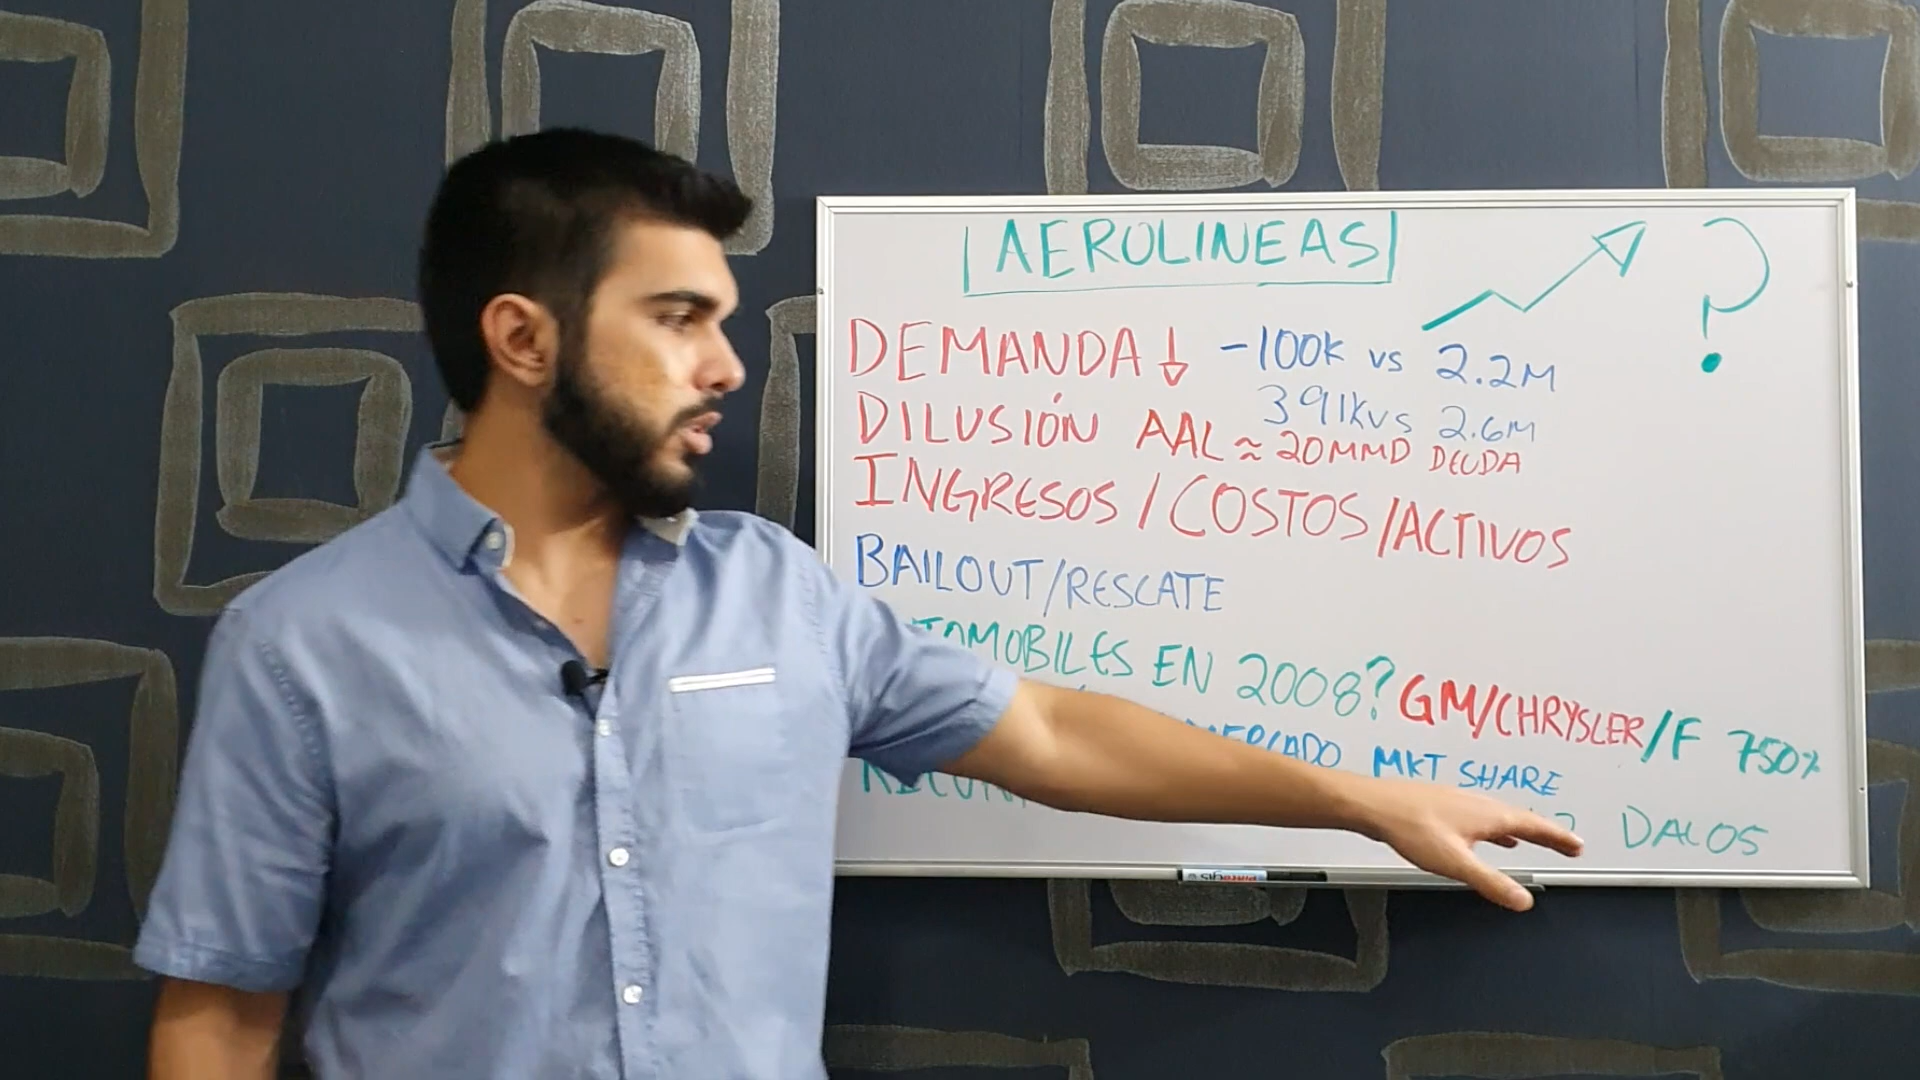 AEROLINEAS ?
DEMANDA ↓ -100K vs 2.2M
391K vs 2.6M
DILUSIÓN AAL ≈ 20MMD DEUDA
INGRESOS / COSTOS / ACTIVOS
BAILOUT/RESCATE
EN 2008? GM/CHRYSLER/F 750%
MKT SHARE